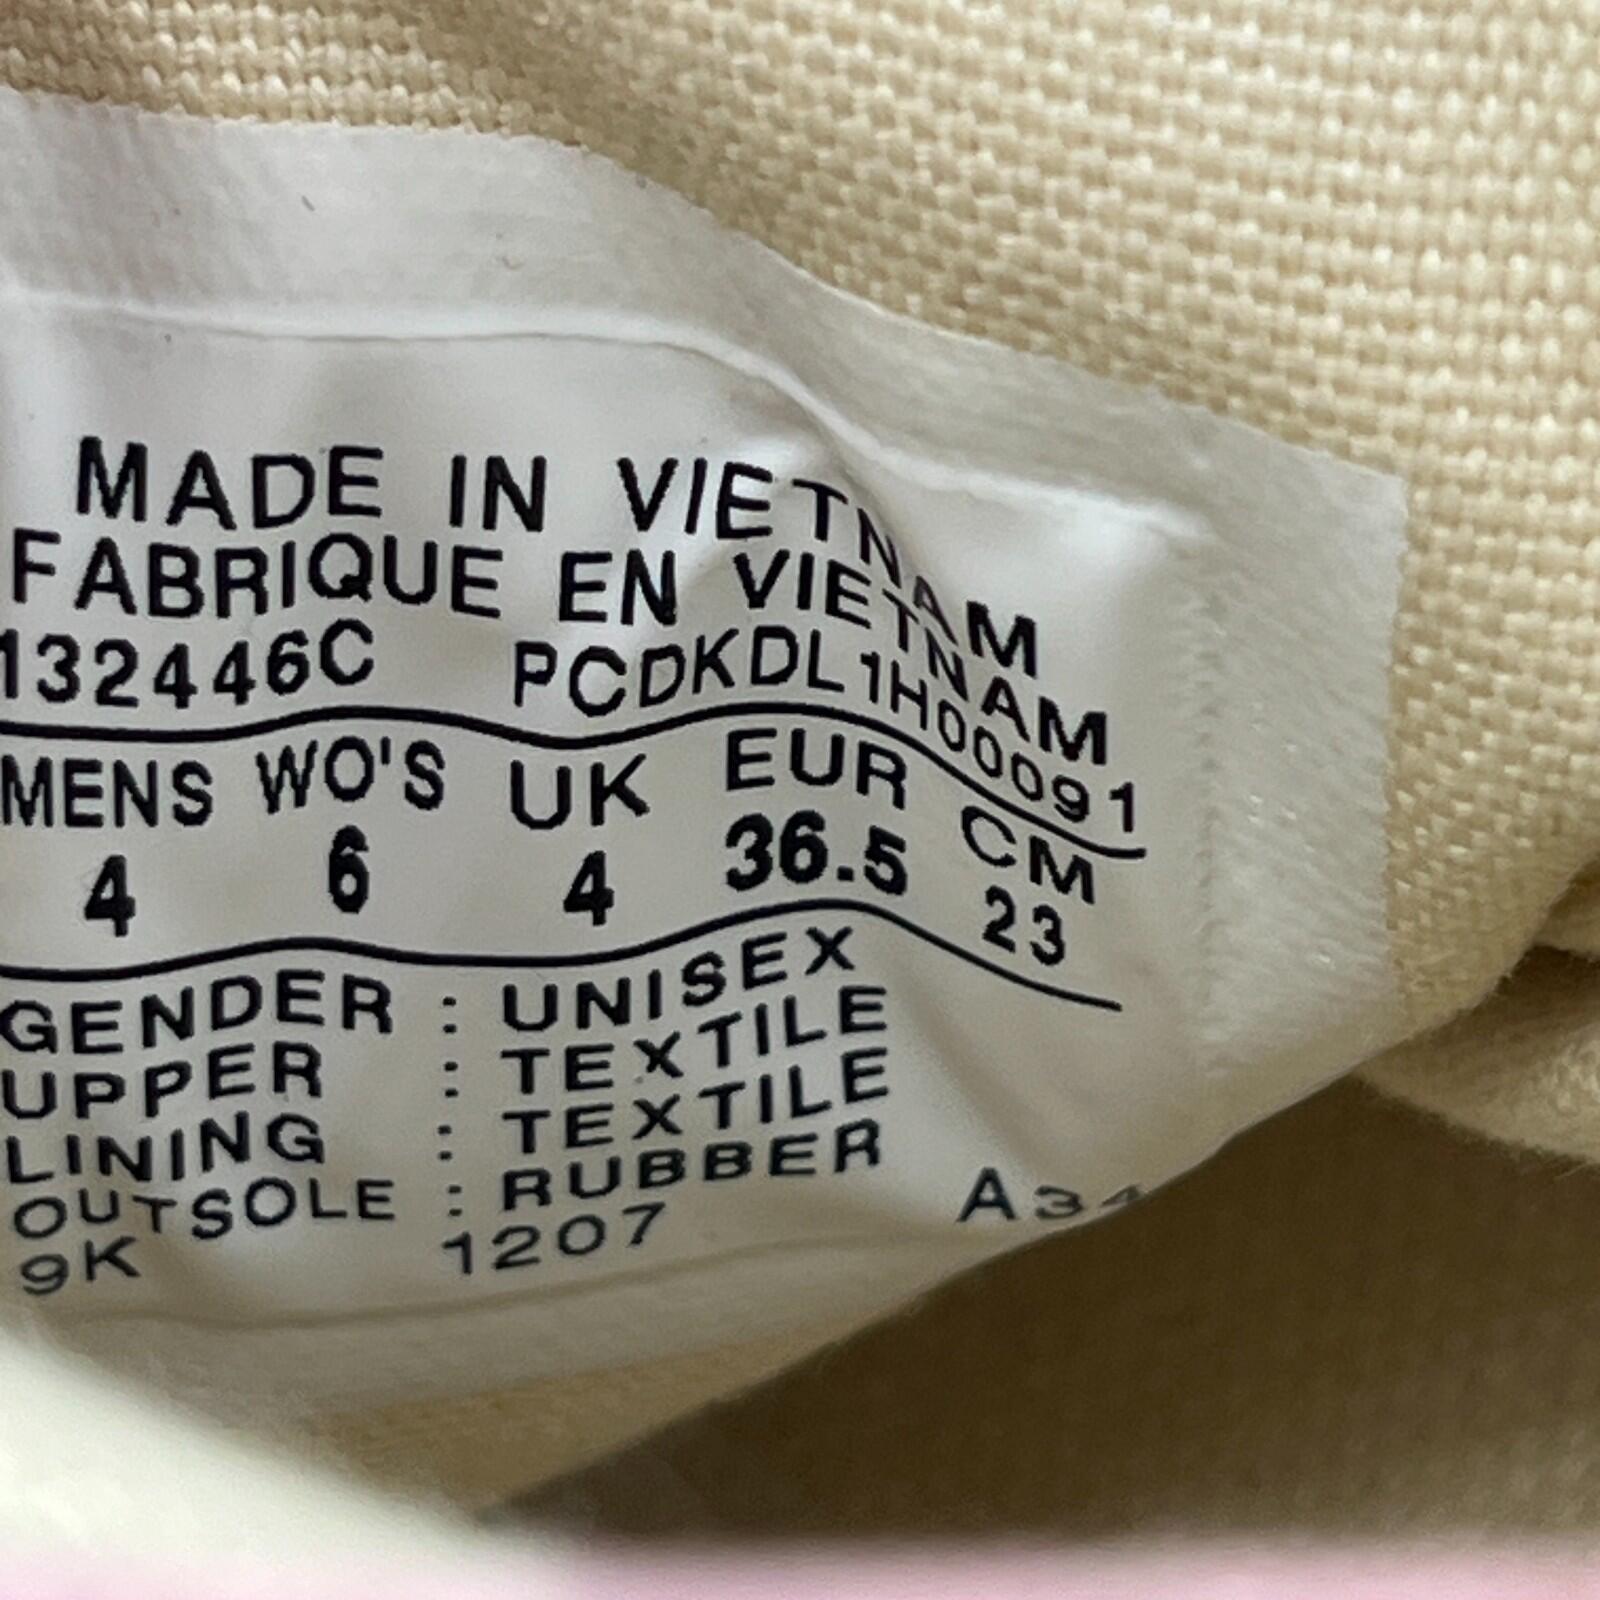 MADE IN VIETNAM
FABRIQUE EN VIETNAM
132446C PCDKDL1H00091
MENS WO'S UK EUR CM
4 6 4 36.5 23
GENDER : UNISEX
UPPER : TEXTILE
LINING : TEXTILE
OUTSOLE : RUBBER
9K 1207 A34